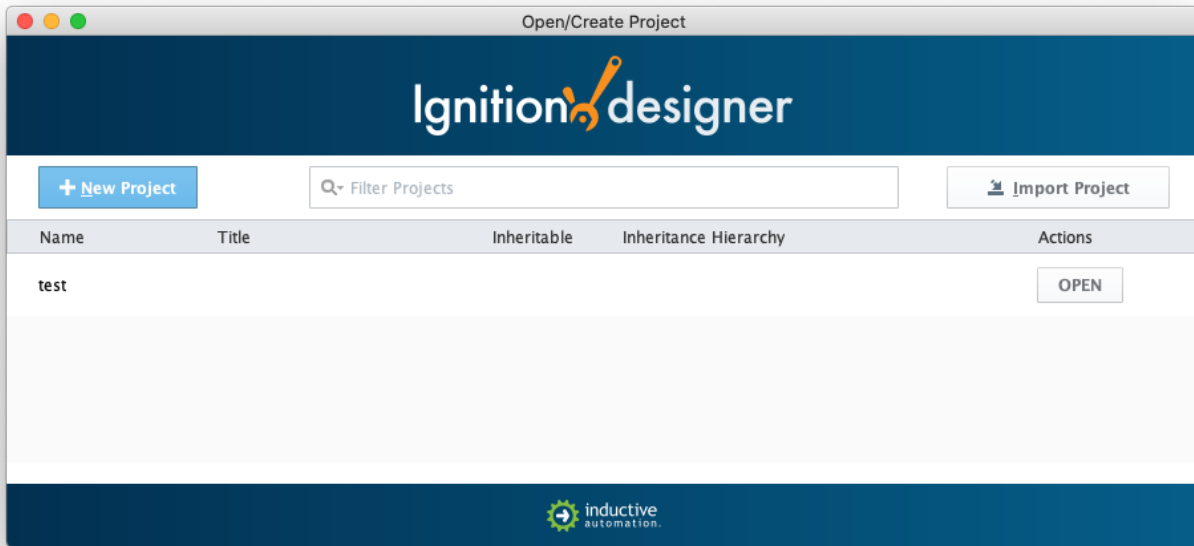 Open/Create Project
Ignition designer
New Project
Filter Projects
Import Project
Name Title Inheritable Inheritance Hierarchy Actions
test OPEN
inductive
automation.